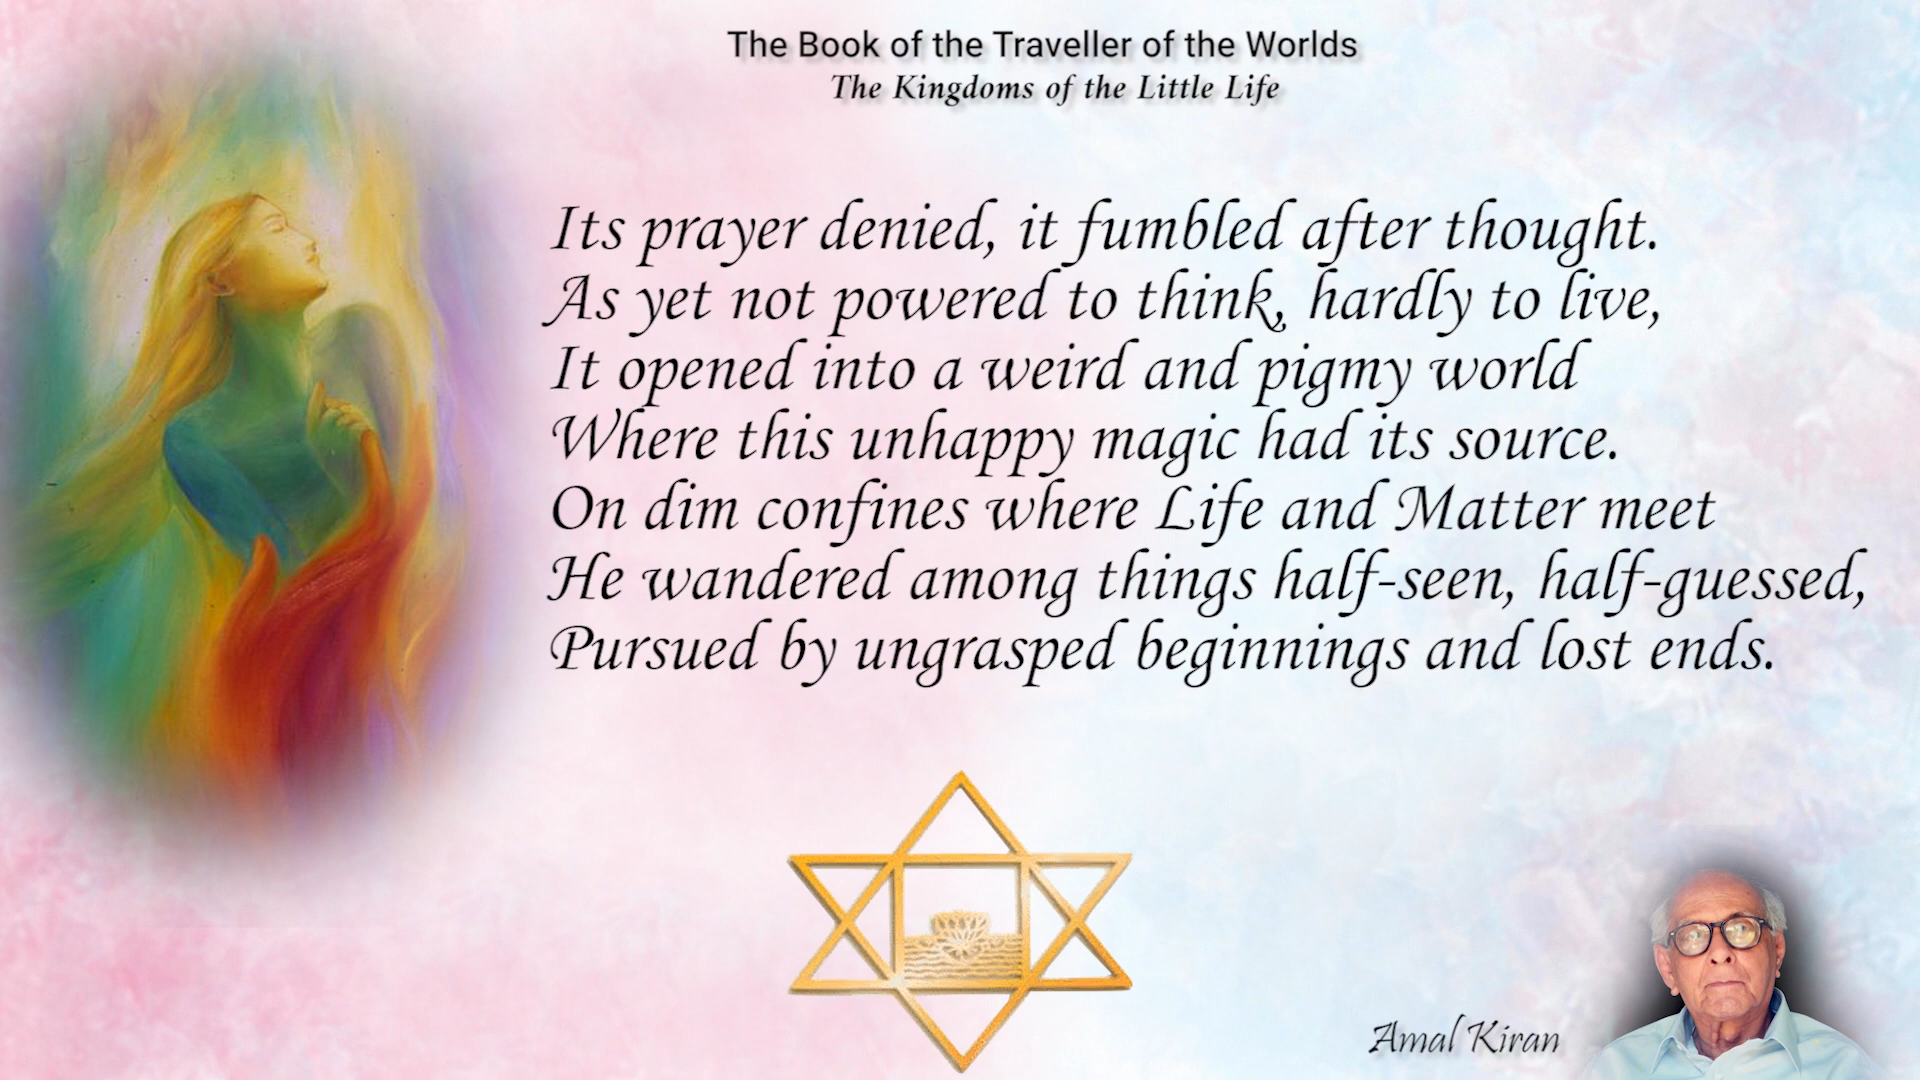 The Book of the Traveller of the Worlds
The Kingdoms of the Little Life
Its prayer denied, it fumbled after thought.
As yet not powered to think, hardly to live,
It opened into a weird and pigmy world
Where this unhappy magic had its source.
On dim confines where Life and Matter meet
He wandered among things half-seen, half-guessed,
Pursued by ungrasped beginnings and lost ends.
Amal Kiran